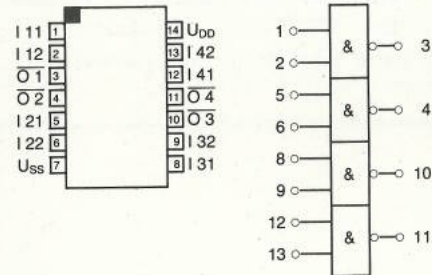 I 11 1
I 12 2
O 1 3
O 2 4
I 21 5
I 22 6
USS 7
14 UDD
13 I 42
12 I 41
11 O 4
10 O 3
9 I 32
8 I 31
1
2
& 3
5
6
& 4
8
9
& 10
12
13
& 11